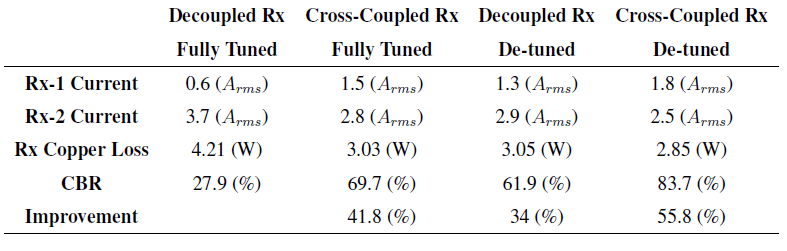 Decoupled Rx Cross-Coupled Rx Decoupled Rx Cross-Coupled Rx
Fully Tuned Fully Tuned De-tuned De-tuned
Rx-1 Current 0.6 (A_{rms}) 1.5 (A_{rms}) 1.3 (A_{rms}) 1.8 (A_{rms})
Rx-2 Current 3.7 (A_{rms}) 2.8 (A_{rms}) 2.9 (A_{rms}) 2.5 (A_{rms})
Rx Copper Loss 4.21 (W) 3.03 (W) 3.05 (W) 2.85 (W)
CBR 27.9 (%) 69.7 (%) 61.9 (%) 83.7 (%)
Improvement 41.8 (%) 34 (%) 55.8 (%)